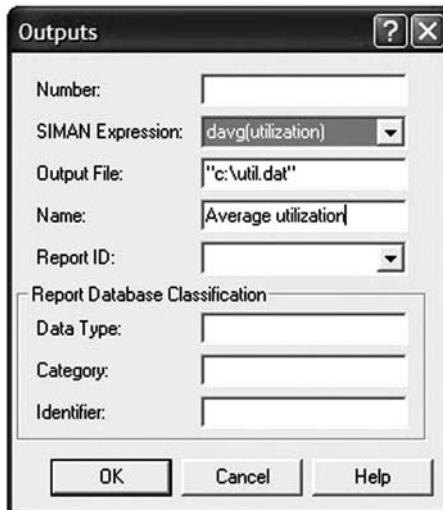 Outputs
Number:
SIMAN Expression: davg(utilization)
Output File: "c:\util.dat"
Name: Average utilization
Report ID:
Report Database Classification
Data Type:
Category:
Identifier:
OK Cancel Help